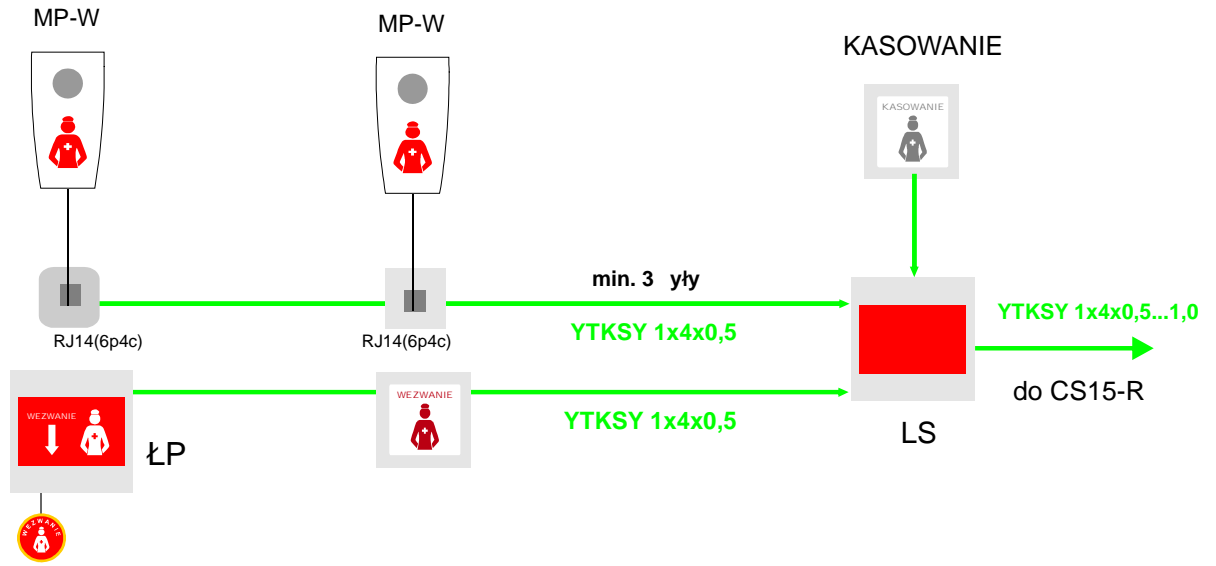 MP-W
MP-W
KASOWANIE
KASOWANIE
min. 3 yły
YTKSY 1x4x0,5
YTKSY 1x4x0,5...1,0
RJ14(6p4c)
RJ14(6p4c)
do CS15-R
WEZWANIE
ŁP
WEZWANIE
YTKSY 1x4x0,5
LS
WEZWANIE